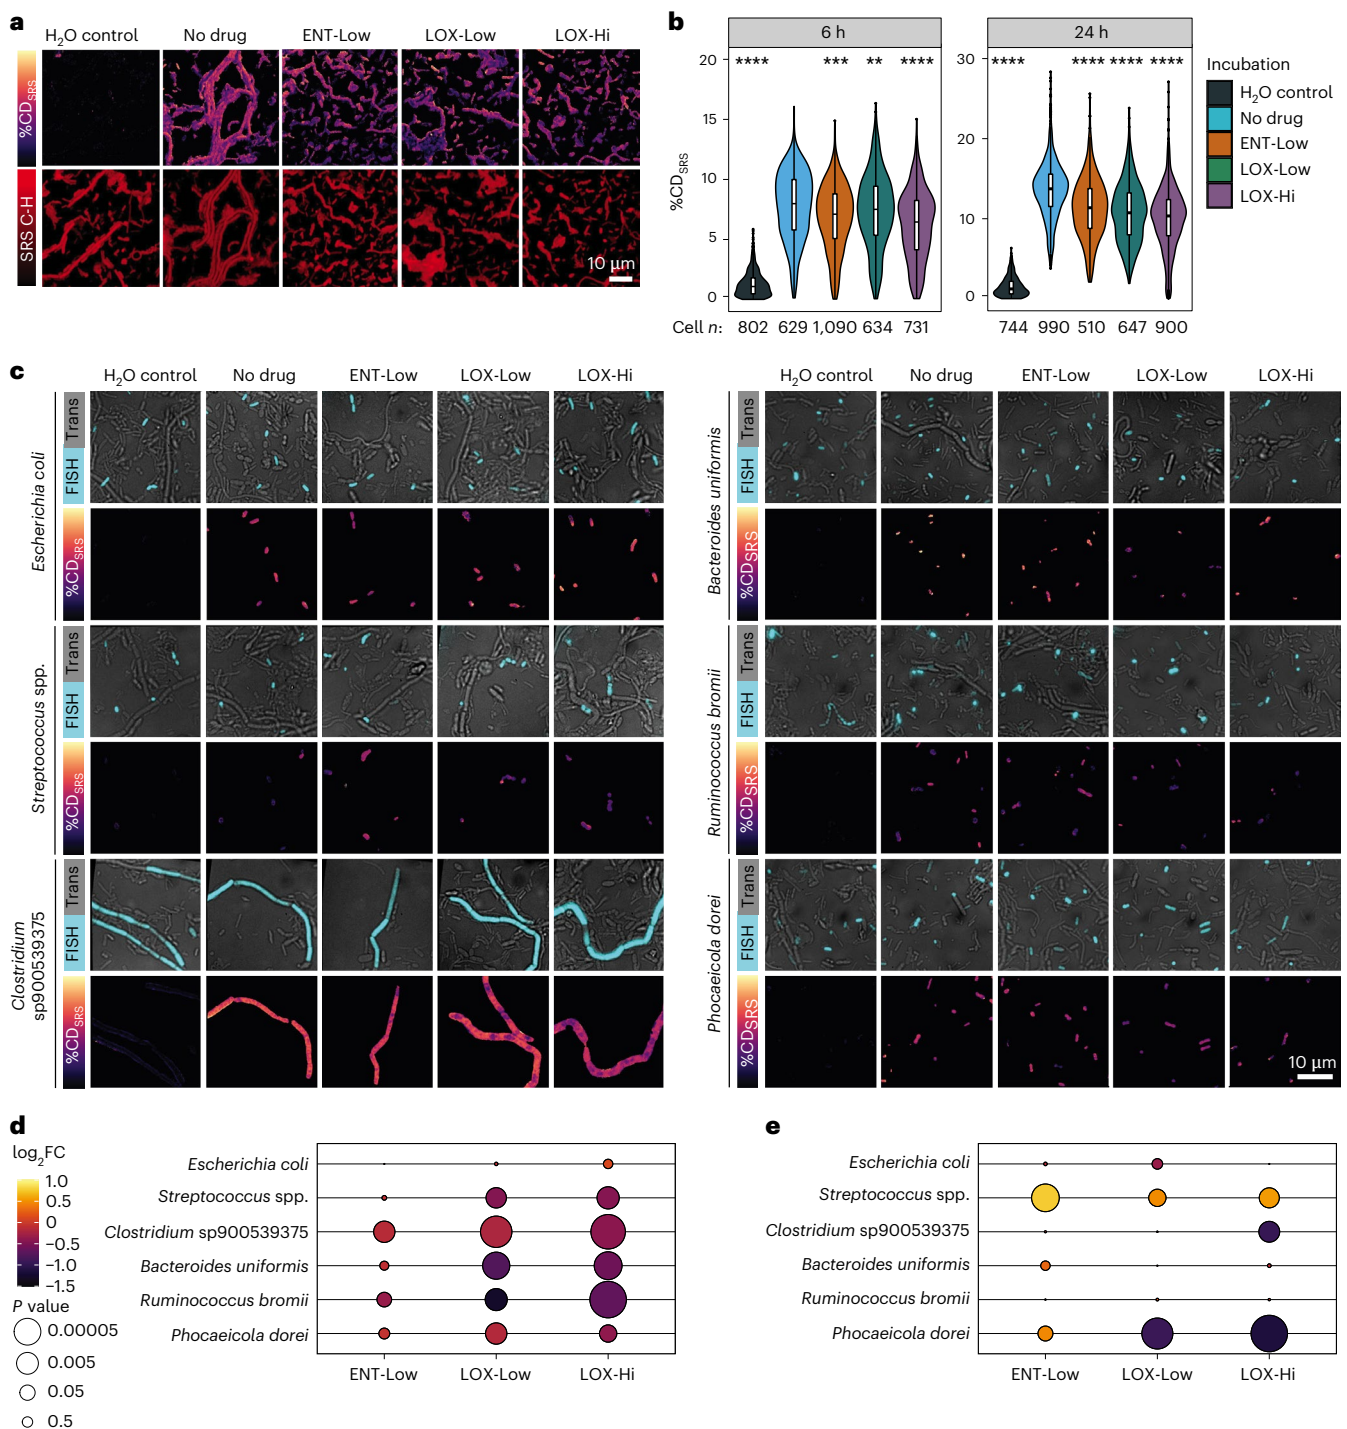 a
H2O control
No drug
ENT-Low
LOX-Low
LOX-Hi
%CDSRS
SRS C-H
10 µm
b
6 h
24 h
%CDSRS
20
15
10
5
0
30
20
10
0
**** *** ** ****
**** **** **** ****
Cell n: 802 629 1,090 634 731
744 990 510 647 900
Incubation
H2O control
No drug
ENT-Low
LOX-Low
LOX-Hi
c
H2O control No drug ENT-Low LOX-Low LOX-Hi
Escherichia coli
FISH Trans
%CDSRS
Streptococcus spp.
FISH Trans
%CDSRS
Clostridium
sp900539375
FISH Trans
%CDSRS
H2O control No drug ENT-Low LOX-Low LOX-Hi
Bacteroides uniformis
FISH Trans
%CDSRS
Ruminococcus bromii
FISH Trans
%CDSRS
Phocaeicola dorei
FISH Trans
%CDSRS
10 µm
d
log2FC
1.0
0.5
0
−0.5
−1.0
−1.5
P value
0.00005
0.005
0.05
0.5
Escherichia coli
Streptococcus spp.
Clostridium sp900539375
Bacteroides uniformis
Ruminococcus bromii
Phocaeicola dorei
ENT-Low LOX-Low LOX-Hi
e
Escherichia coli
Streptococcus spp.
Clostridium sp900539375
Bacteroides uniformis
Ruminococcus bromii
Phocaeicola dorei
ENT-Low LOX-Low LOX-Hi